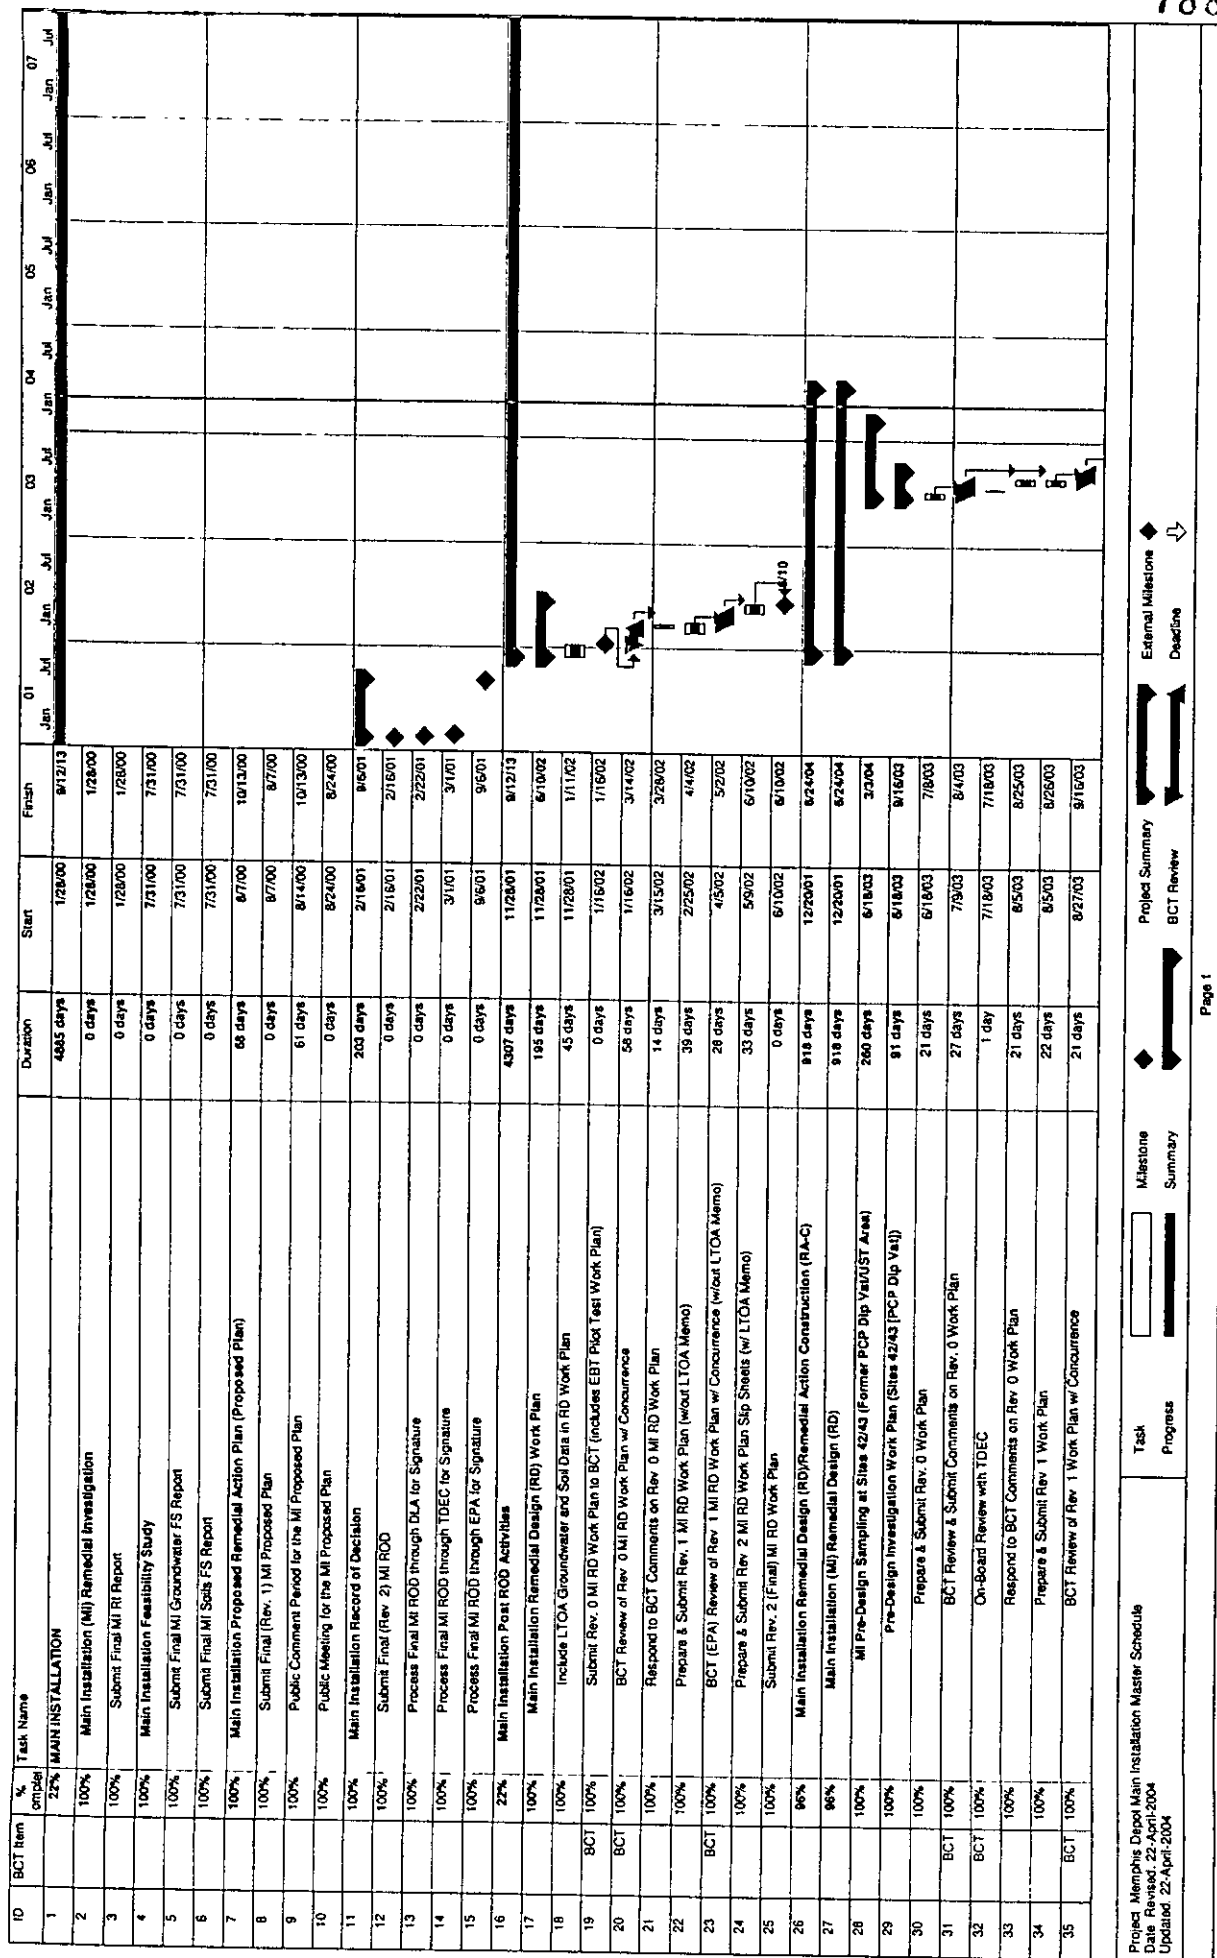 788
ID BCT Item % omplet Task Name Duration Start Finish
Jan 01 Jul Jan 02 Jul Jan 03 Jul Jan 04 Jul Jan 05 Jul Jan 06 Jul Jan 07 Jul
1 22% MAIN INSTALLATION 4885 days 1/28/00 9/12/13
2 100% Main Installation (MI) Remedial Investigation 0 days 1/28/00 1/28/00
3 100% Submit Final MI RI Report 0 days 1/28/00 1/28/00
4 100% Main Installation Feasibility Study 0 days 7/31/00 7/31/00
5 100% Submit Final MI Groundwater FS Report 0 days 7/31/00 7/31/00
6 100% Submit Final MI Soils FS Report 0 days 7/31/00 7/31/00
7 100% Main Installation Proposed Remedial Action Plan (Proposed Plan) 68 days 8/7/00 10/13/00
8 100% Submit Final (Rev. 1) MI Proposed Plan 0 days 8/7/00 8/7/00
9 100% Public Comment Period for the MI Proposed Plan 61 days 8/14/00 10/13/00
10 100% Public Meeting for the MI Proposed Plan 0 days 8/24/00 8/24/00
11 100% Main Installation Record of Decision 203 days 2/16/01 9/6/01
12 100% Submit Final (Rev. 2) MI ROD 0 days 2/16/01 2/16/01
13 100% Process Final MI ROD through DLA for Signature 0 days 2/22/01 2/22/01
14 100% Process Final MI ROD through TDEC for Signature 0 days 3/1/01 3/1/01
15 100% Process Final MI ROD through EPA for Signature 0 days 9/6/01 9/6/01
16 22% Main Installation Post ROD Activities 4307 days 11/28/01 9/12/13
17 100% Main Installation Remedial Design (RD) Work Plan 195 days 11/28/01 6/10/02
18 100% Include LTOA Groundwater and Soil Data in RD Work Plan 45 days 11/28/01 1/11/02
19 BCT 100% Submit Rev. 0 MI RD Work Plan to BCT (includes EBT Pilot Test Work Plan) 0 days 1/16/02 1/16/02
20 BCT 100% BCT Review of Rev 0 MI RD Work Plan w/ Concurrence 58 days 1/16/02 3/14/02
21 100% Respond to BCT Comments on Rev 0 MI RD Work Plan 14 days 3/15/02 3/28/02
22 100% Prepare & Submit Rev. 1 MI RD Work Plan (w/out LTOA Memo) 39 days 2/25/02 4/4/02
23 BCT 100% BCT (EPA) Review of Rev 1 MI RD Work Plan w/ Concurrence (w/out LTOA Memo) 28 days 4/5/02 5/2/02
24 100% Prepare & Submit Rev 2 MI RD Work Plan Slip Sheets (w/ LTOA Memo) 33 days 5/9/02 6/10/02
25 100% Submit Rev. 2 (Final) MI RD Work Plan 0 days 6/10/02 6/10/02 6/10
26 96% Main Installation Remedial Design (RD)/Remedial Action Construction (RA-C) 918 days 12/20/01 6/24/04
27 96% Main Installation (MI) Remedial Design (RD) 918 days 12/20/01 6/24/04
28 100% MI Pre-Design Sampling at Sites 42/43 (Former PCP Dip Vat/UST Area) 260 days 6/18/03 3/3/04
29 100% Pre-Design Investigation Work Plan (Sites 42/43 [PCP Dip Vat]) 91 days 6/18/03 9/16/03
30 100% Prepare & Submit Rev. 0 Work Plan 21 days 6/18/03 7/8/03
31 BCT 100% BCT Review & Submit Comments on Rev. 0 Work Plan 27 days 7/9/03 8/4/03
32 BCT 100% On-Board Review with TDEC 1 day 7/18/03 7/18/03
33 100% Respond to BCT Comments on Rev 0 Work Plan 21 days 8/5/03 8/25/03
34 100% Prepare & Submit Rev 1 Work Plan 22 days 8/5/03 8/26/03
35 BCT 100% BCT Review of Rev 1 Work Plan w/ Concurrence 21 days 8/27/03 9/16/03
Project Memphis Depot Main Installation Master Schedule
Date Revised. 22-April-2004
Updated. 22-April-2004
Task Milestone Project Summary External Milestone
Progress Summary BCT Review Deadline
Page 1